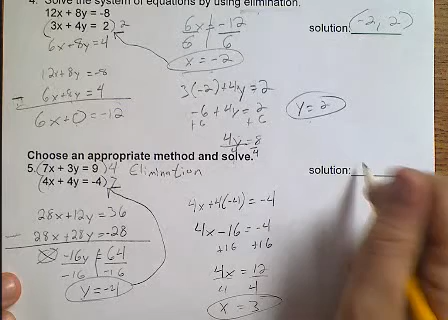 4. Solve the system of equations by using elimination.
12x + 8y = -8
(3x + 4y = 2) 2
6x + 8y = 4
12x + 8y = -8
- 6x + 8y = 4
6x + 0 = -12
6x = -12
6 6
x = -2
3(-2) + 4y = 2
-6 + 4y = 2
+6 +6
4y = 8
4 4
y = 2
solution: (-2, 2)
Choose an appropriate method and solve.
5. (7x + 3y = 9) 4 Elimination
(4x + 4y = -4) 7
28x + 12y = 36
- 28x + 28y = -28
-16y = 64
-16 -16
y = -4
4x + 4(-4) = -4
4x - 16 = -4
+16 +16
4x = 12
4 4
x = 3
solution: